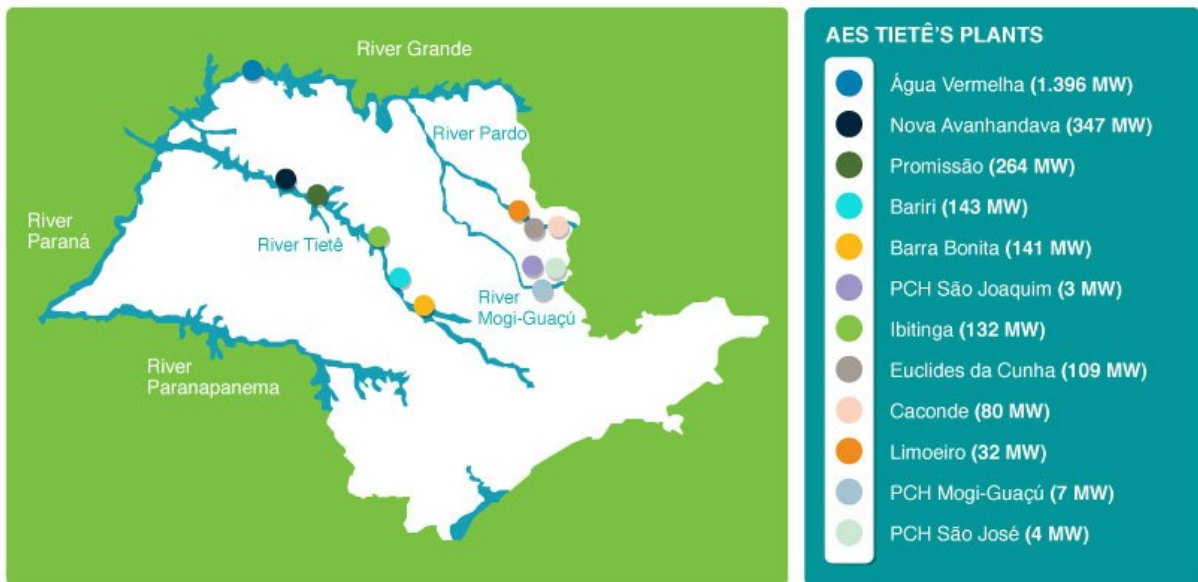 River Grande
River Pardo
River
Paraná
River Tietê
River
Mogi-Guaçú
River
Paranapanema
AES TIETÊ'S PLANTS
Água Vermelha (1.396 MW)
Nova Avanhandava (347 MW)
Promissão (264 MW)
Bariri (143 MW)
Barra Bonita (141 MW)
PCH São Joaquim (3 MW)
Ibitinga (132 MW)
Euclides da Cunha (109 MW)
Caconde (80 MW)
Limoeiro (32 MW)
PCH Mogi-Guaçú (7 MW)
PCH São José (4 MW)